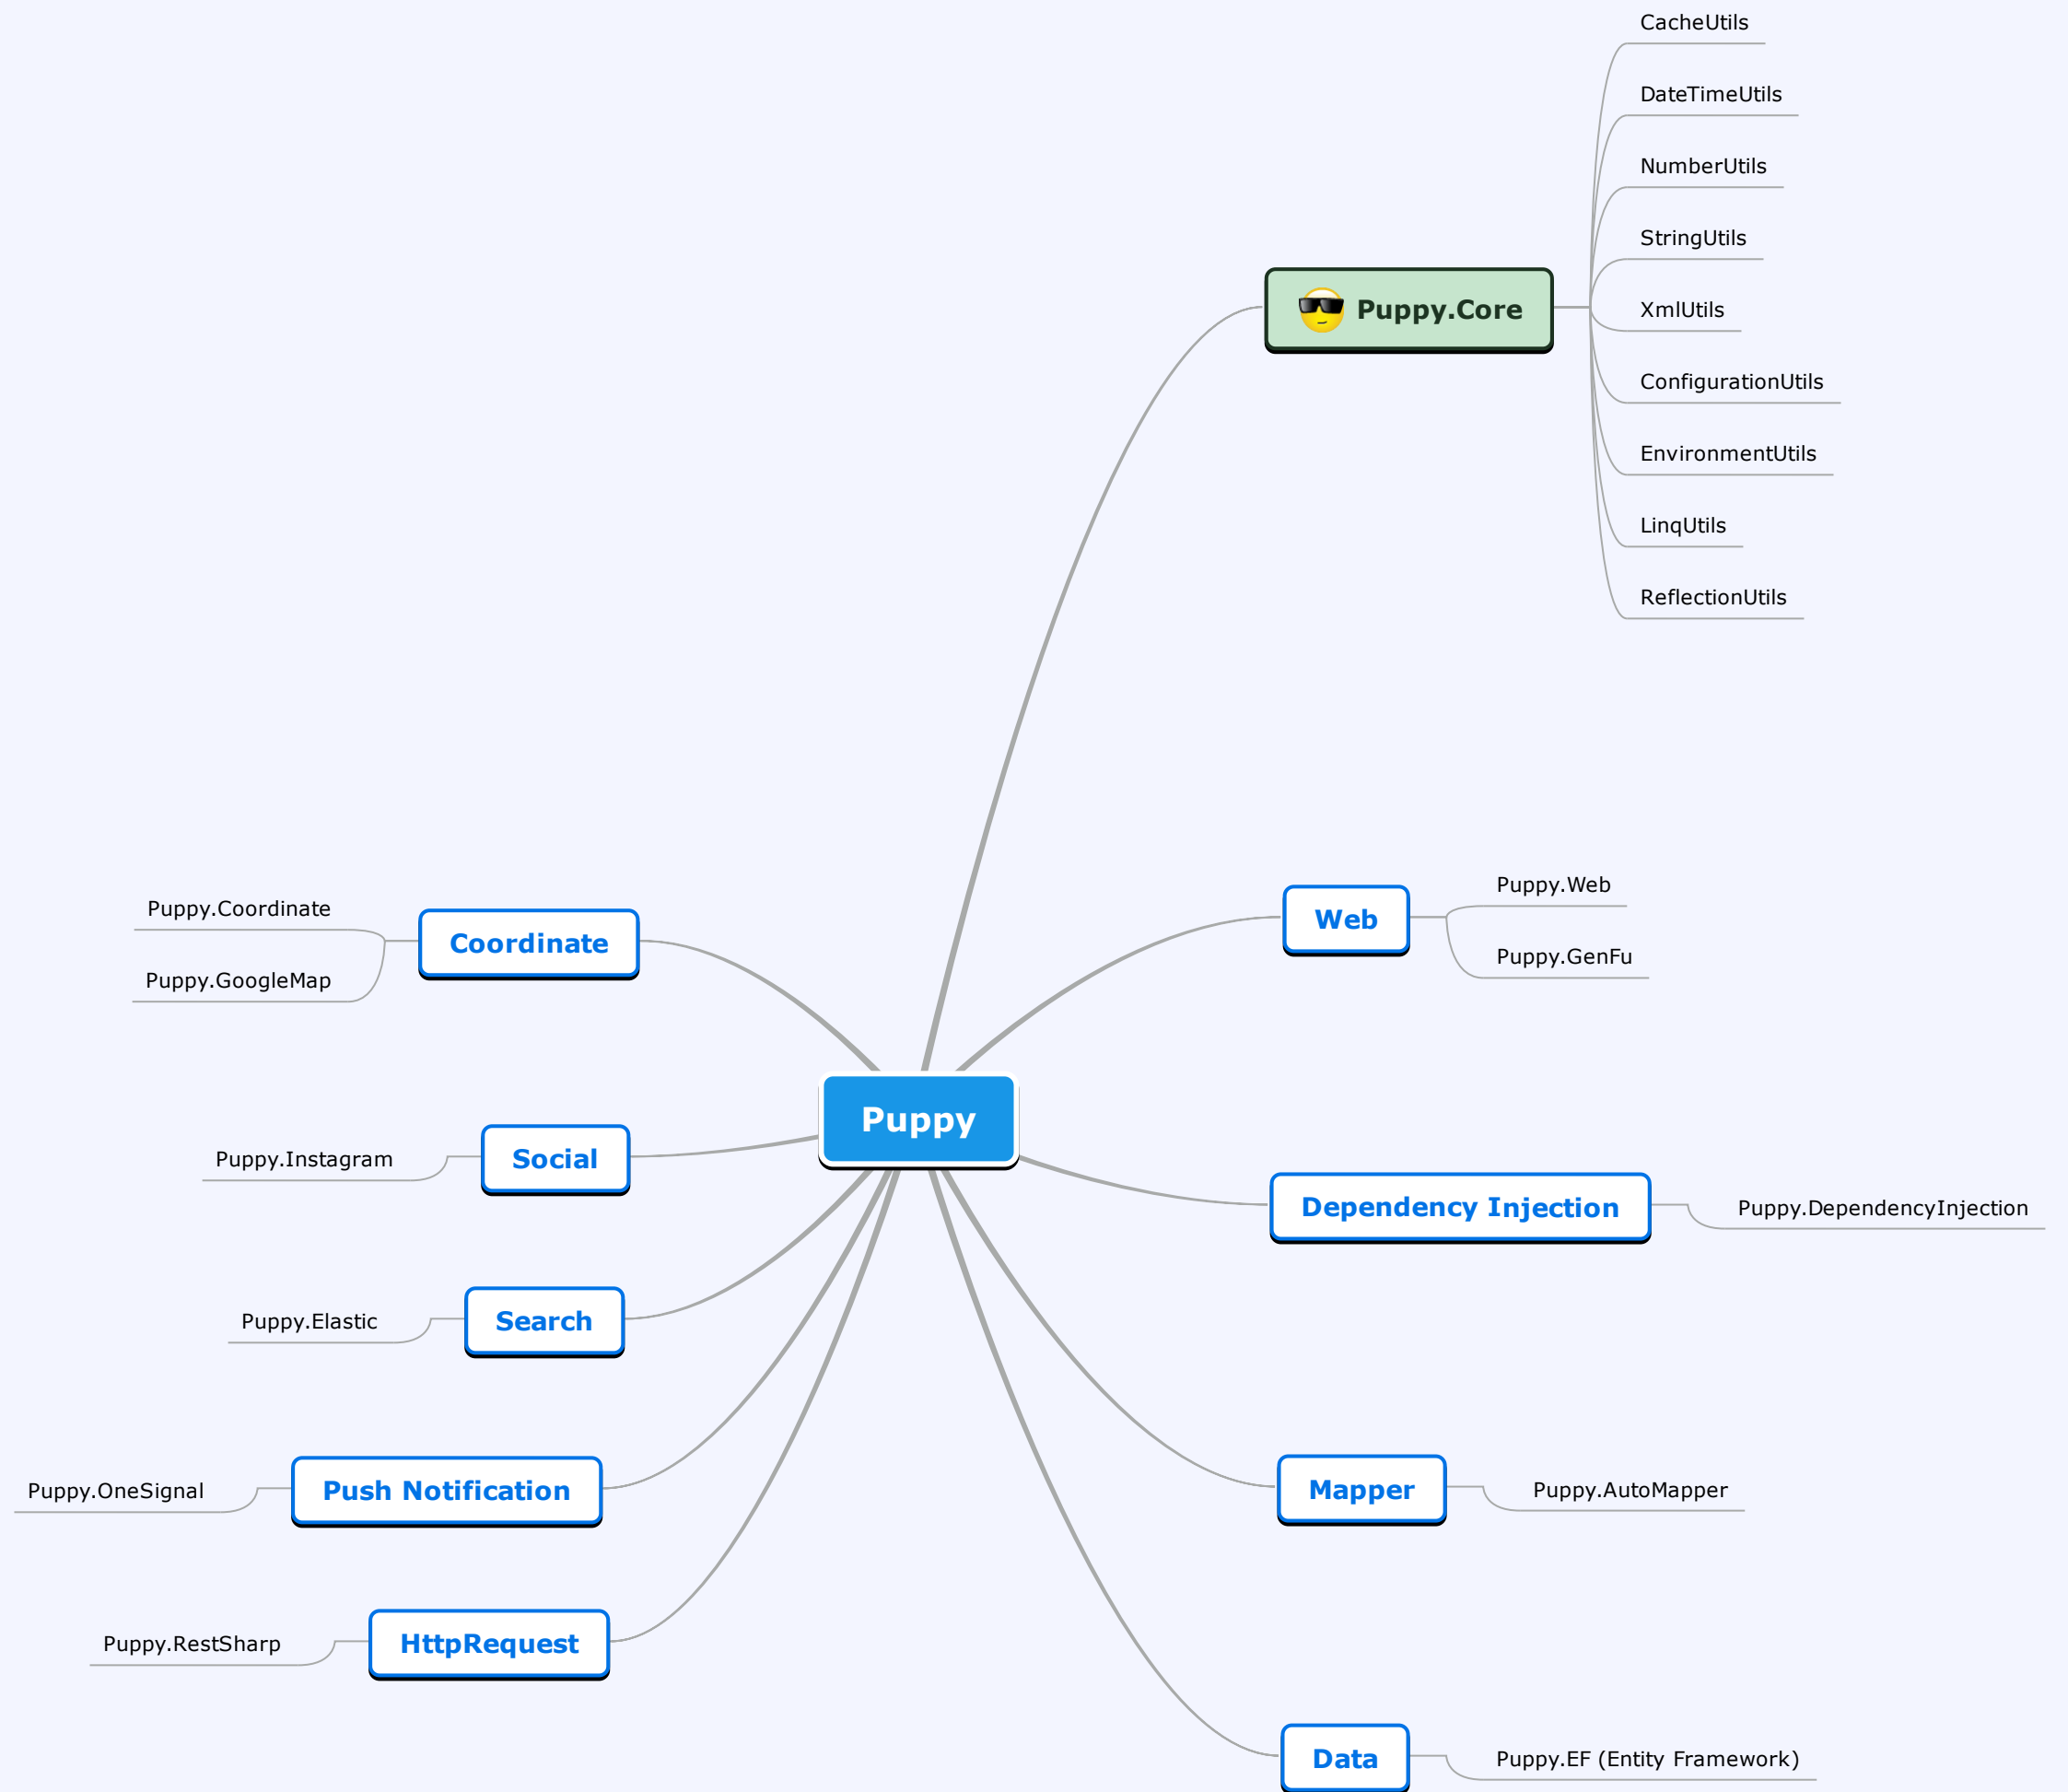 CacheUtils
DateTimeUtils
NumberUtils
StringUtils
Puppy.Core
XmlUtils
ConfigurationUtils
EnvironmentUtils
LinqUtils
ReflectionUtils
Puppy.Web
Web
Puppy.GenFu
Puppy.Coordinate
Coordinate
Puppy.GoogleMap
Puppy
Puppy.Instagram
Social
Dependency Injection
Puppy.DependencyInjection
Puppy.Elastic
Search
Puppy.OneSignal
Push Notification
Mapper
Puppy.AutoMapper
Puppy.RestSharp
HttpRequest
Data
Puppy.EF (Entity Framework)